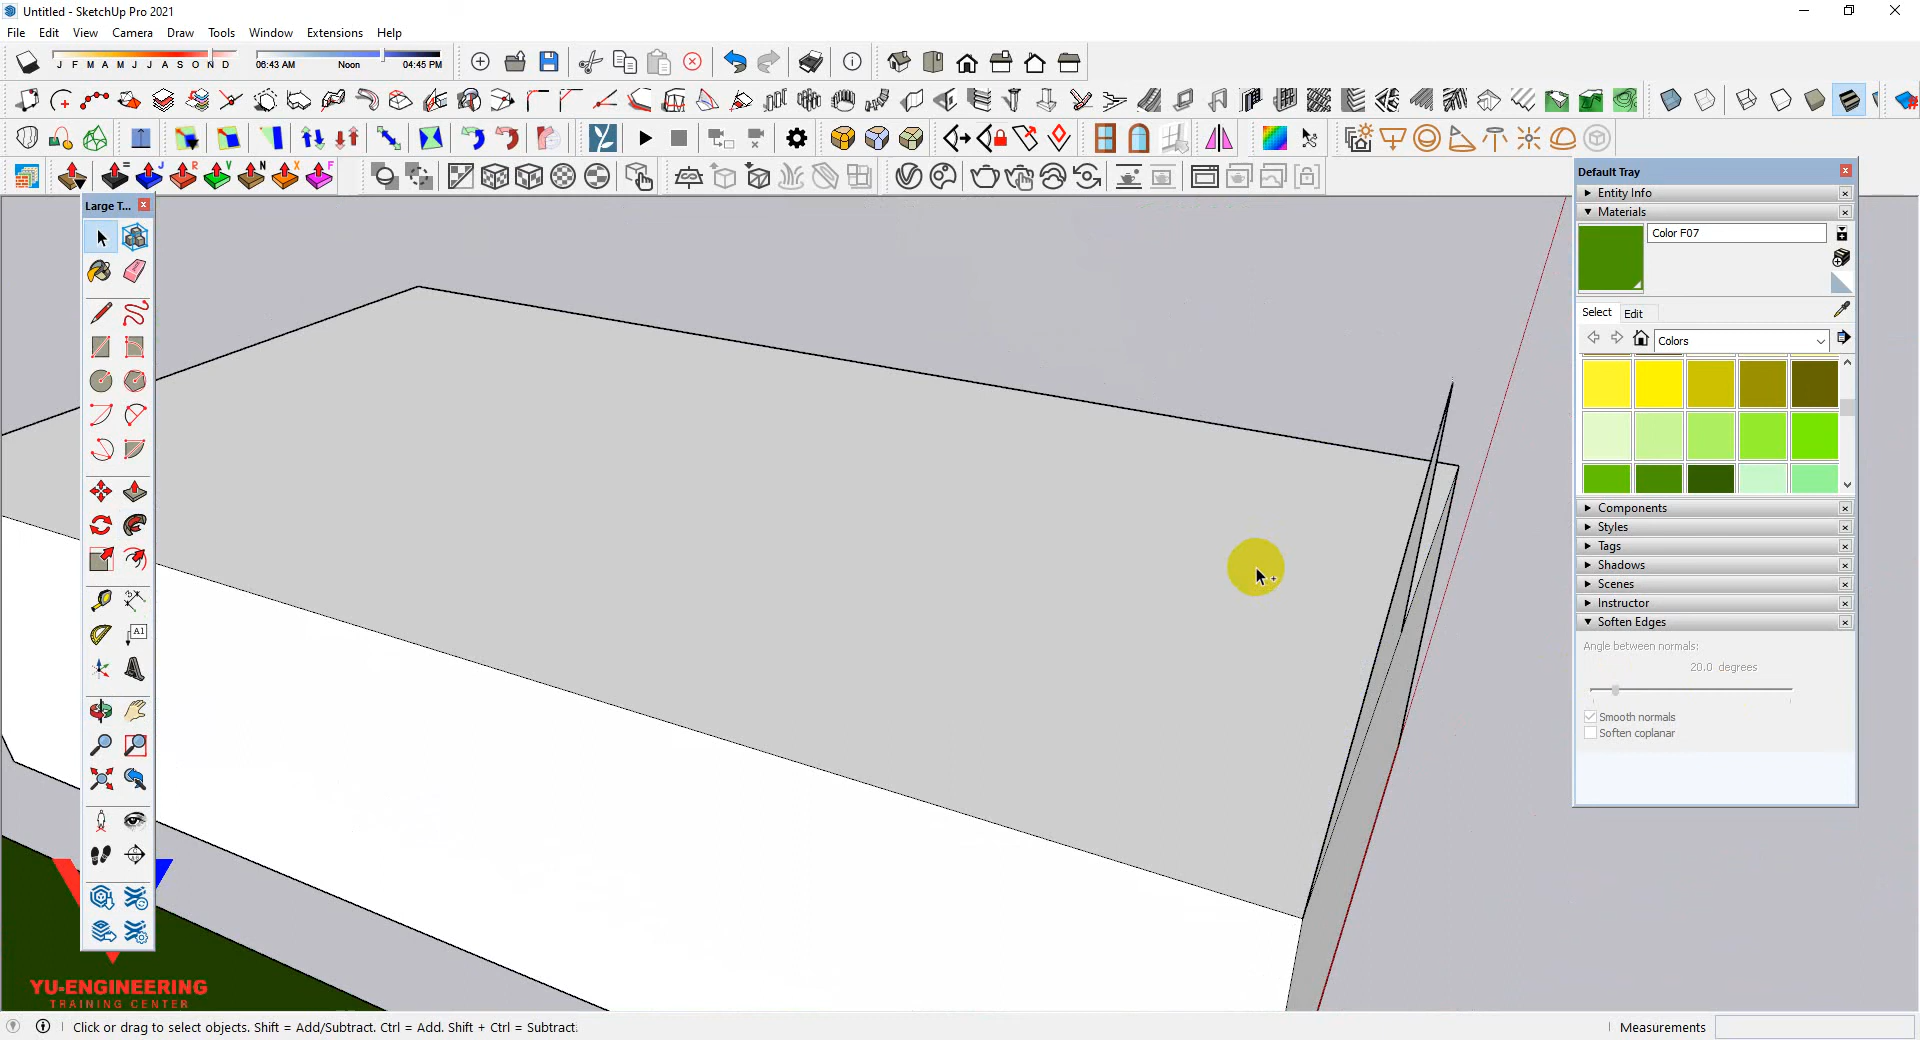 Untitled - SketchUp Pro 2021
File Edit View Camera Draw Tools Window Extensions Help
J F M A M J J A S O N D
06:43 AM Noon 04:45 PM
= J R V N X F
Large T...
Default Tray
Entity Info
Materials
Color F07
Select Edit
Colors
Components
Styles
Tags
Shadows
Scenes
Instructor
Soften Edges
Angle between normals:
20.0 degrees
Smooth normals
Soften coplanar
A1
YU-ENGINEERING
TRAINING CENTER
Click or drag to select objects. Shift = Add/Subtract. Ctrl = Add. Shift + Ctrl = Subtract.
Measurements